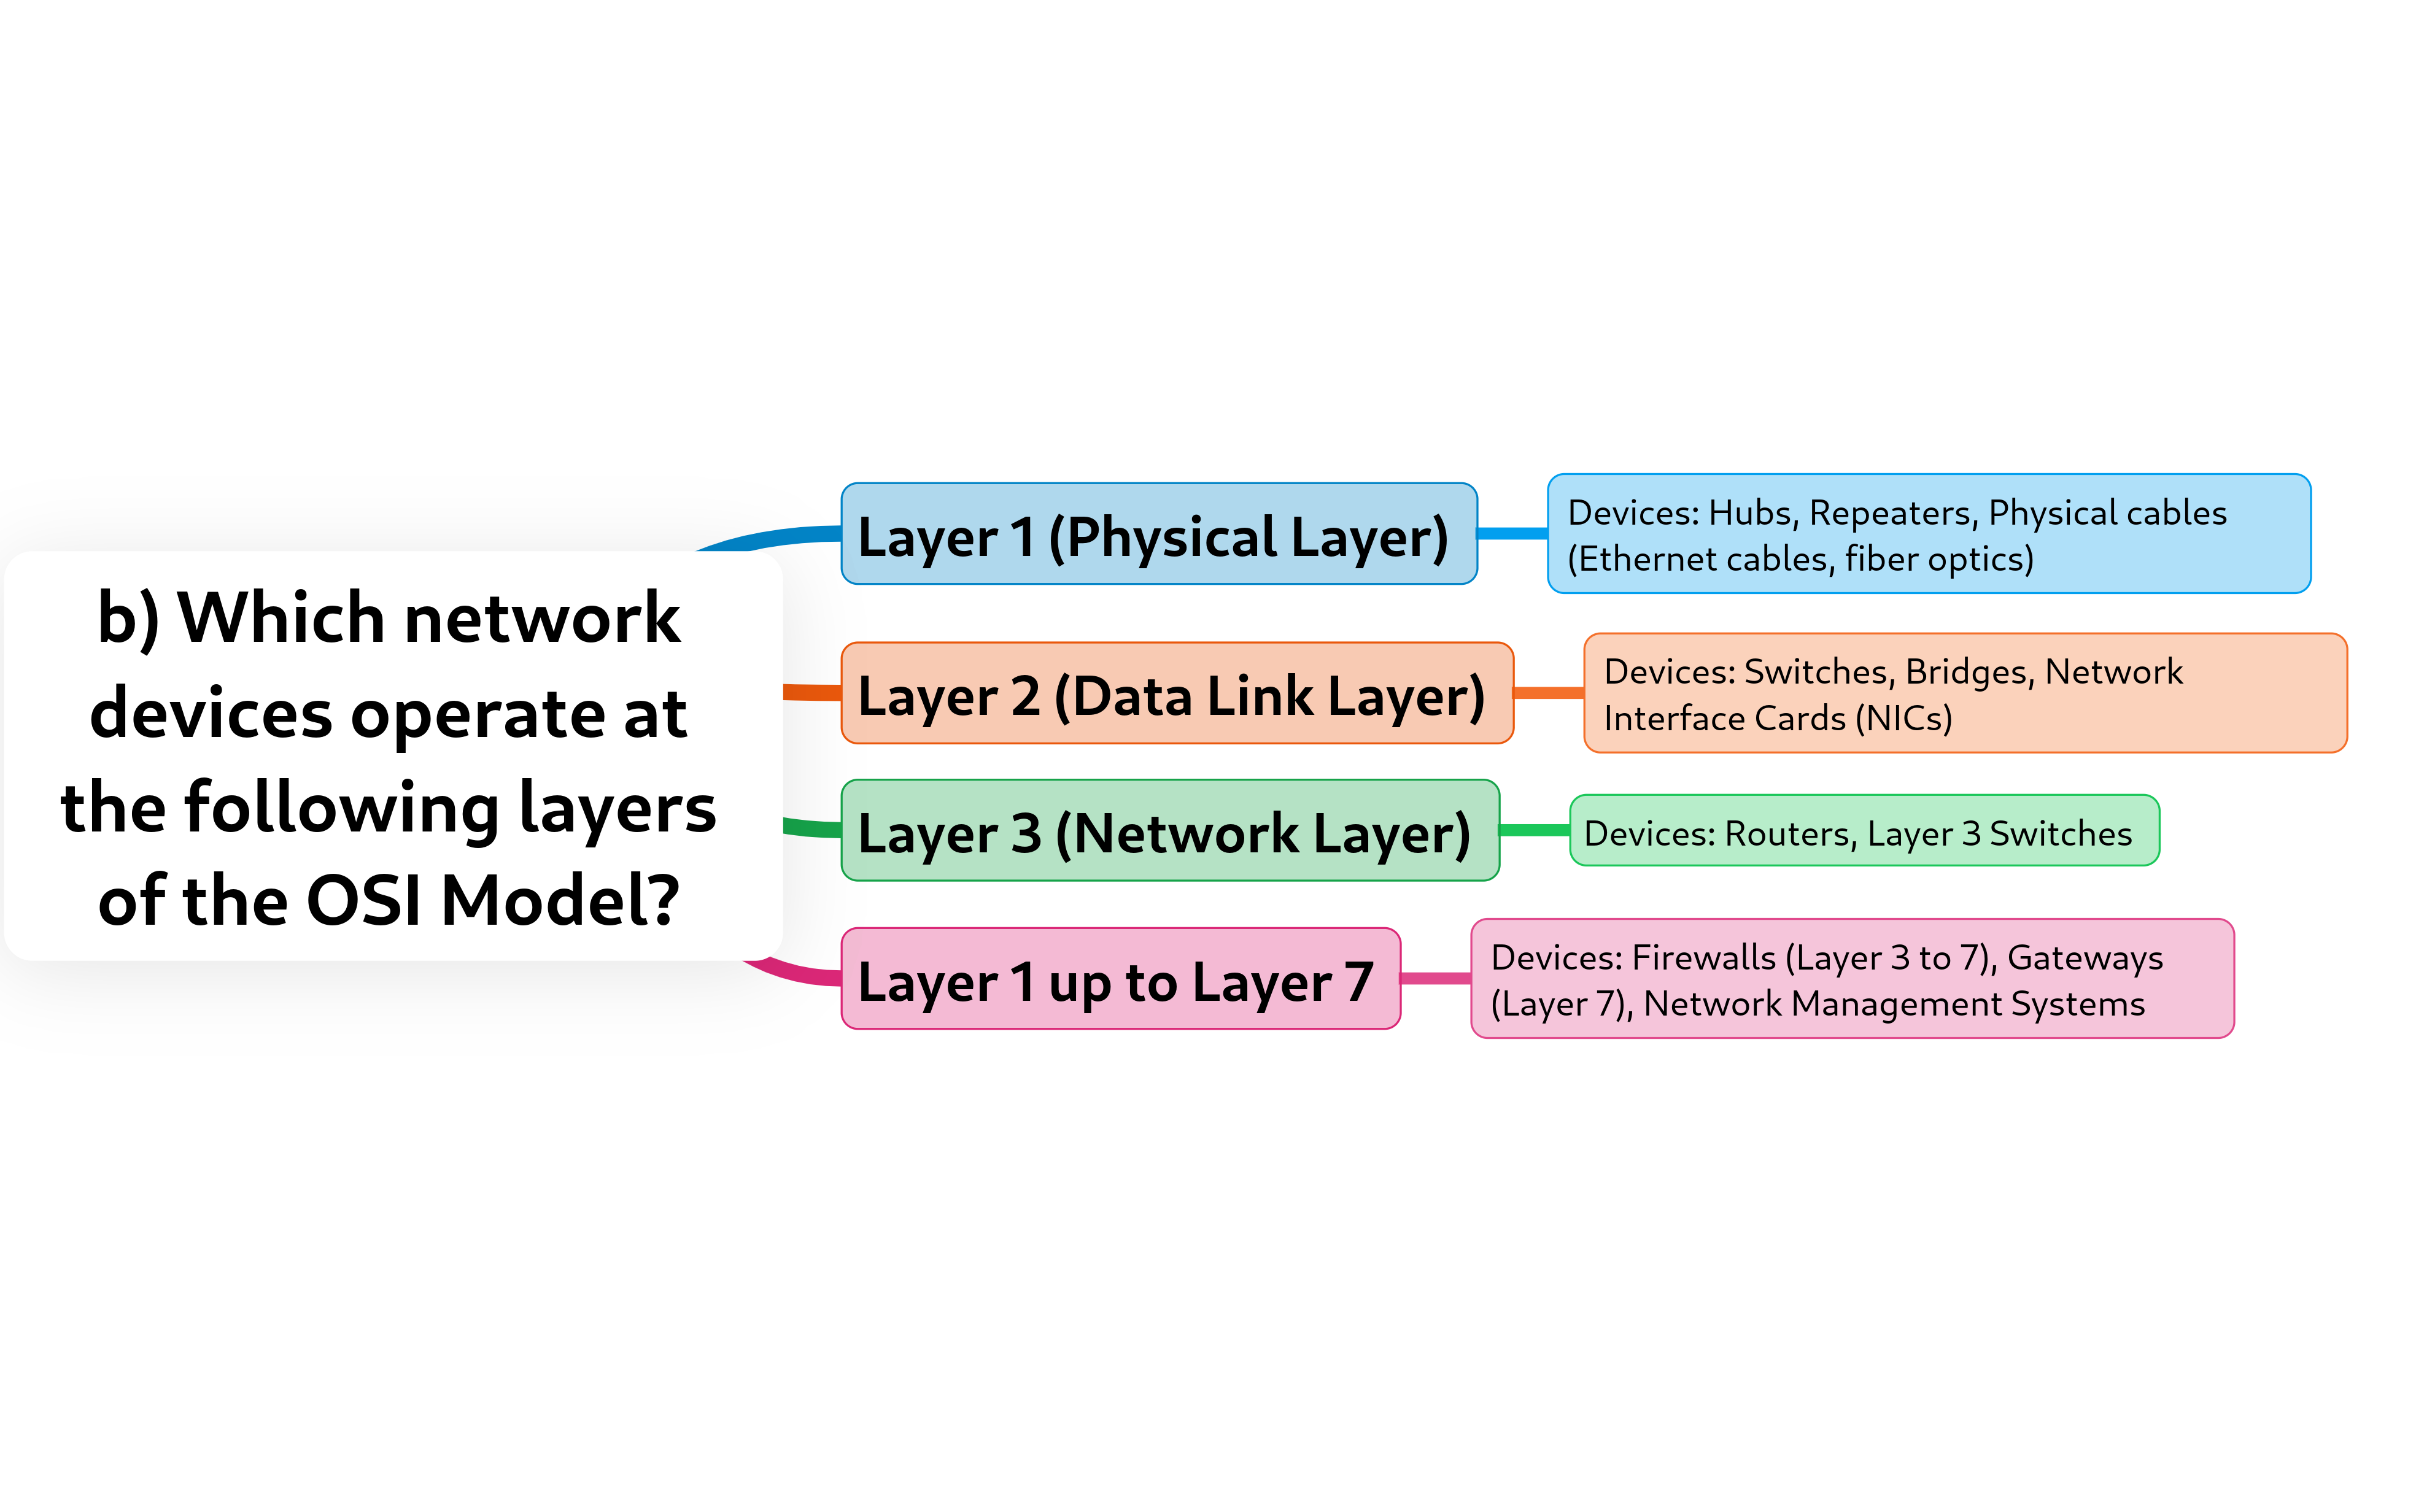 b) Which network
devices operate at
the following layers
of the OSI Model?
Layer 1 (Physical Layer)
Devices: Hubs, Repeaters, Physical cables
(Ethernet cables, fiber optics)
Layer 2 (Data Link Layer)
Devices: Switches, Bridges, Network
Interface Cards (NICs)
Layer 3 (Network Layer)
Devices: Routers, Layer 3 Switches
Layer 1 up to Layer 7
Devices: Firewalls (Layer 3 to 7), Gateways
(Layer 7), Network Management Systems